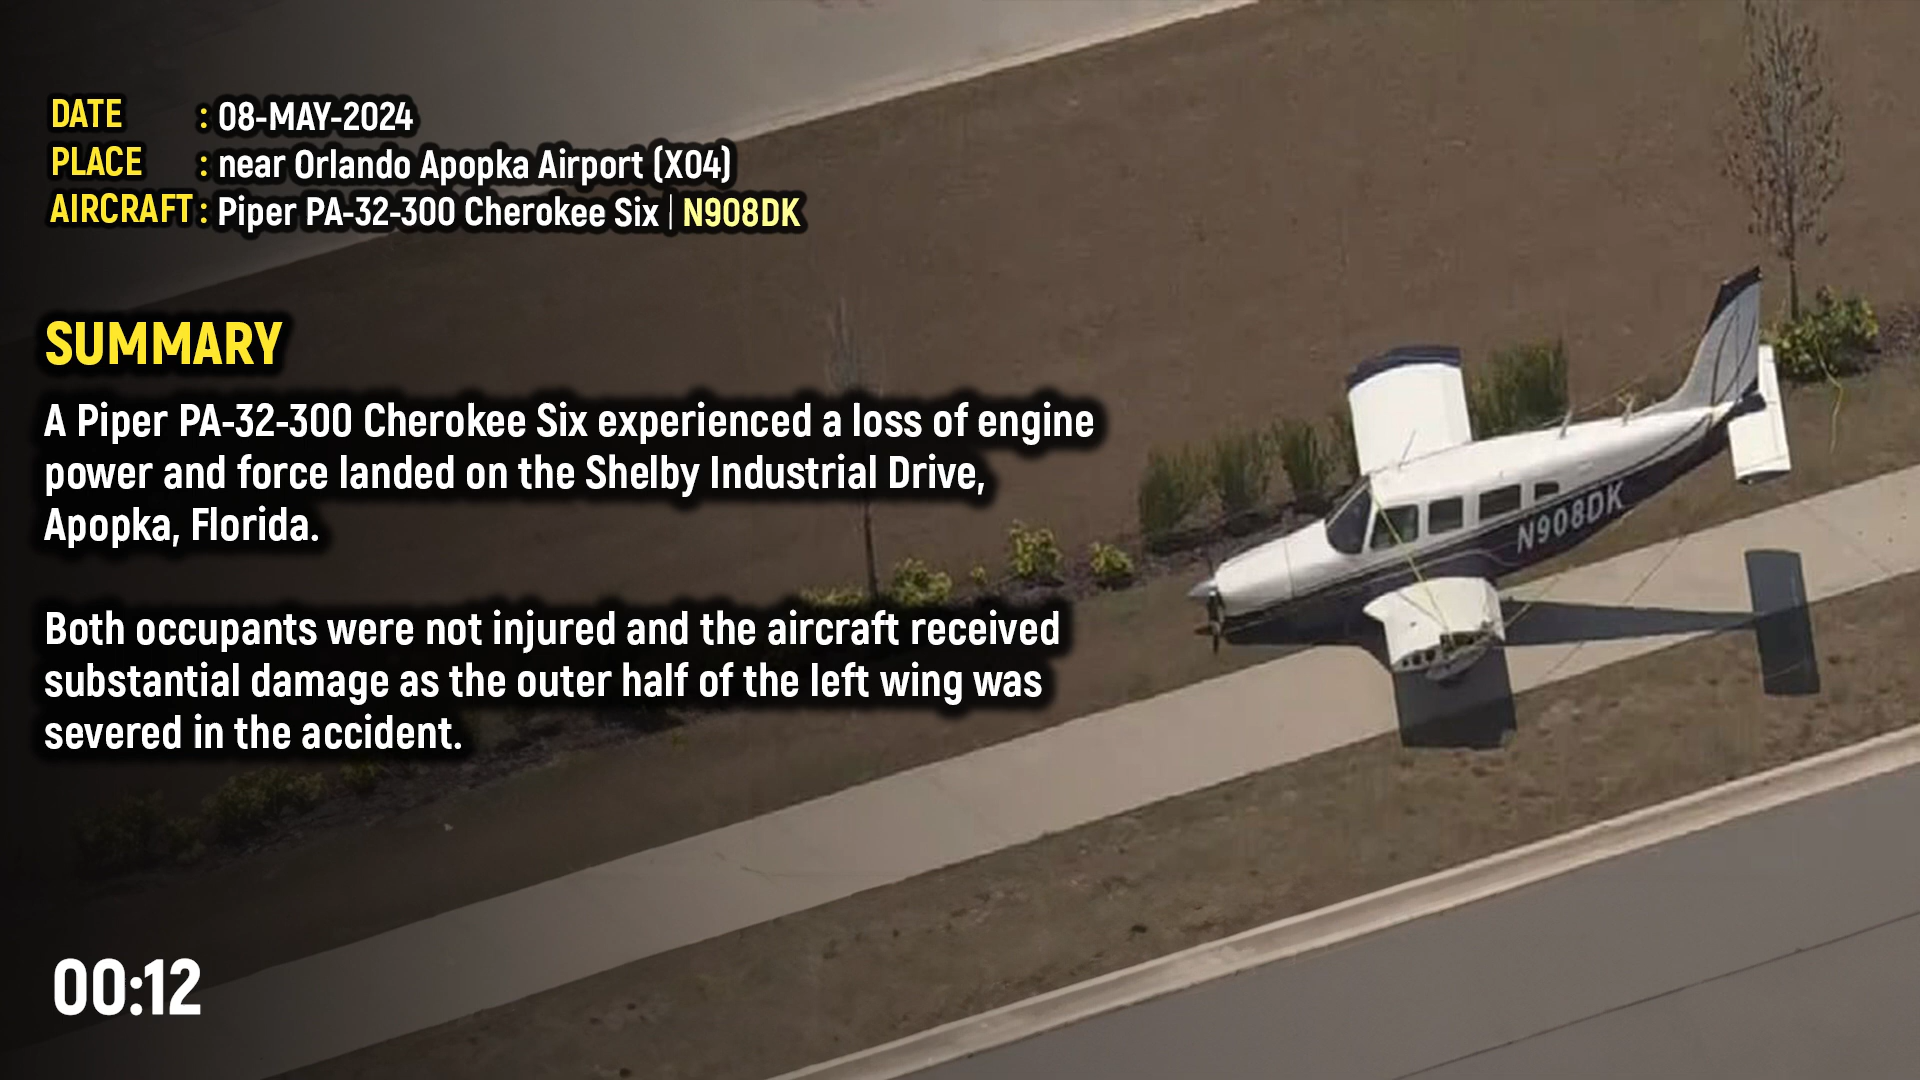 DATE : 08-MAY-2024
PLACE : near Orlando Apopka Airport (X04)
AIRCRAFT : Piper PA-32-300 Cherokee Six | N908DK
SUMMARY
A Piper PA-32-300 Cherokee Six experienced a loss of engine
power and force landed on the Shelby Industrial Drive,
Apopka, Florida.
Both occupants were not injured and the aircraft received
substantial damage as the outer half of the left wing was
severed in the accident.
N908DK
00:12